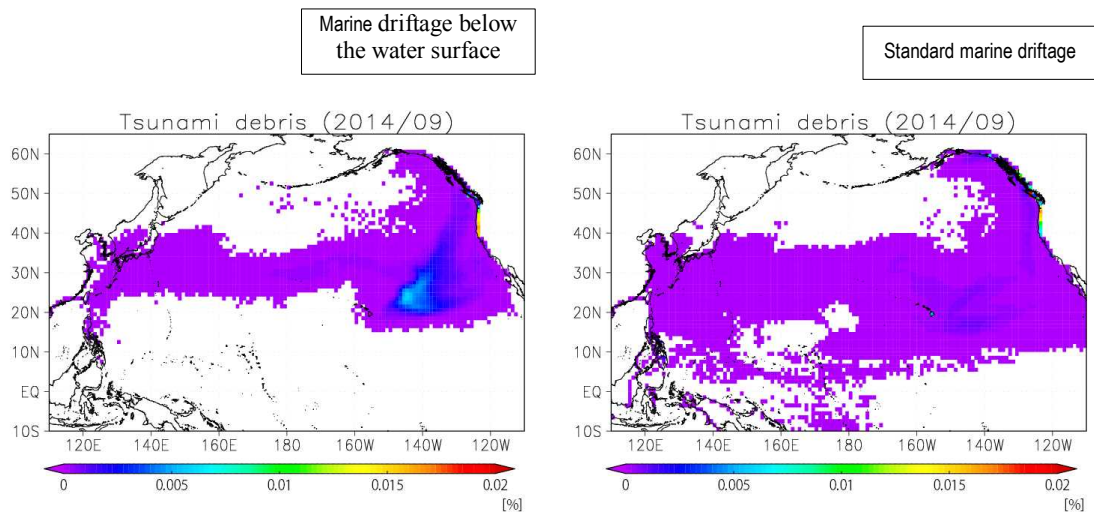 Marine driftage below
the water surface
Standard marine driftage
Tsunami debris (2014/09)
60N
50N
40N
30N
20N
10N
EQ
10S
120E 140E 160E 180 160W 140W 120W
0 0.005 0.01 0.015 0.02
[%]
Tsunami debris (2014/09)
60N
50N
40N
30N
20N
10N
EQ
10S
120E 140E 160E 180 160W 140W 120W
0 0.005 0.01 0.015 0.02
[%]